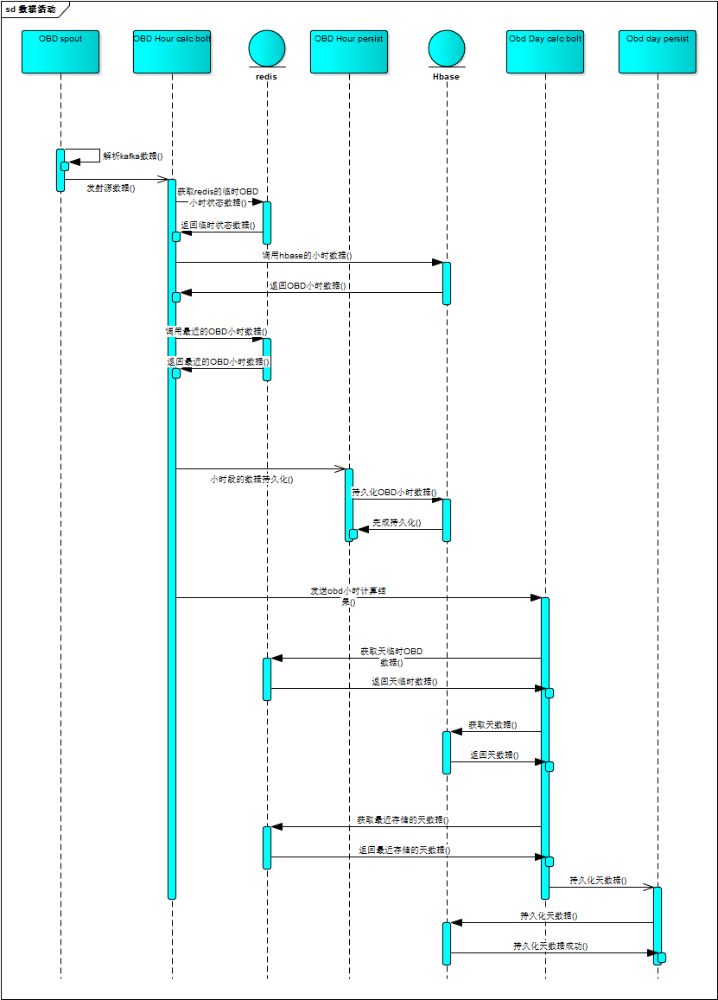 sd 数据活动
OBD spout
OBD Hour calc bolt
redis
OBD Hour persist
Hbase
Obd Day Calc bolt
Obd day persist
解析kafka数据()
发射源数据()
获取redis的临时OBD
小时状态数据()
返回临时状态数据()
调用hbase的小时数据()
返回OBD小时数据()
调用最近的OBD小时数据()
返回最近的OBD小时数据()
小时段的数据持久化()
持久化OBD小时数据()
完成持久化()
发送obd小时计算结
果()
获取天临时OBD
数据()
返回天临时数据()
获取天数据()
返回天数据()
获取最近存储的天数据()
返回最近存储的天数据()
持久化天数据()
持久化天数据()
持久化天数据成功()